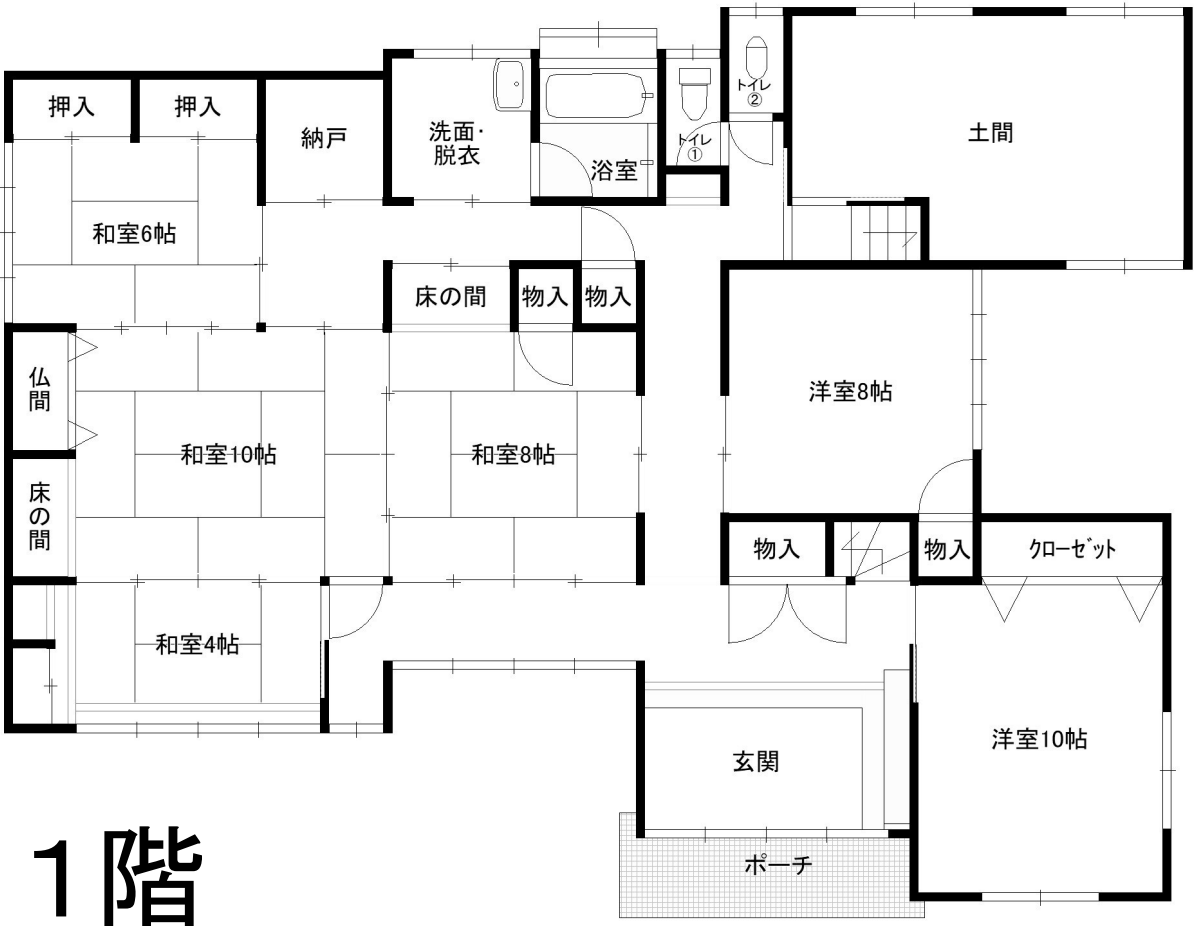 トイレ
②
押入
押入
納戸
洗面・
脱衣
浴室
トイレ
①
土間
和室6帖
床の間
物入
物入
仏間
和室10帖
和室8帖
洋室8帖
床の間
物入
物入
クローゼット
和室4帖
玄関
洋室10帖
ポーチ
1階